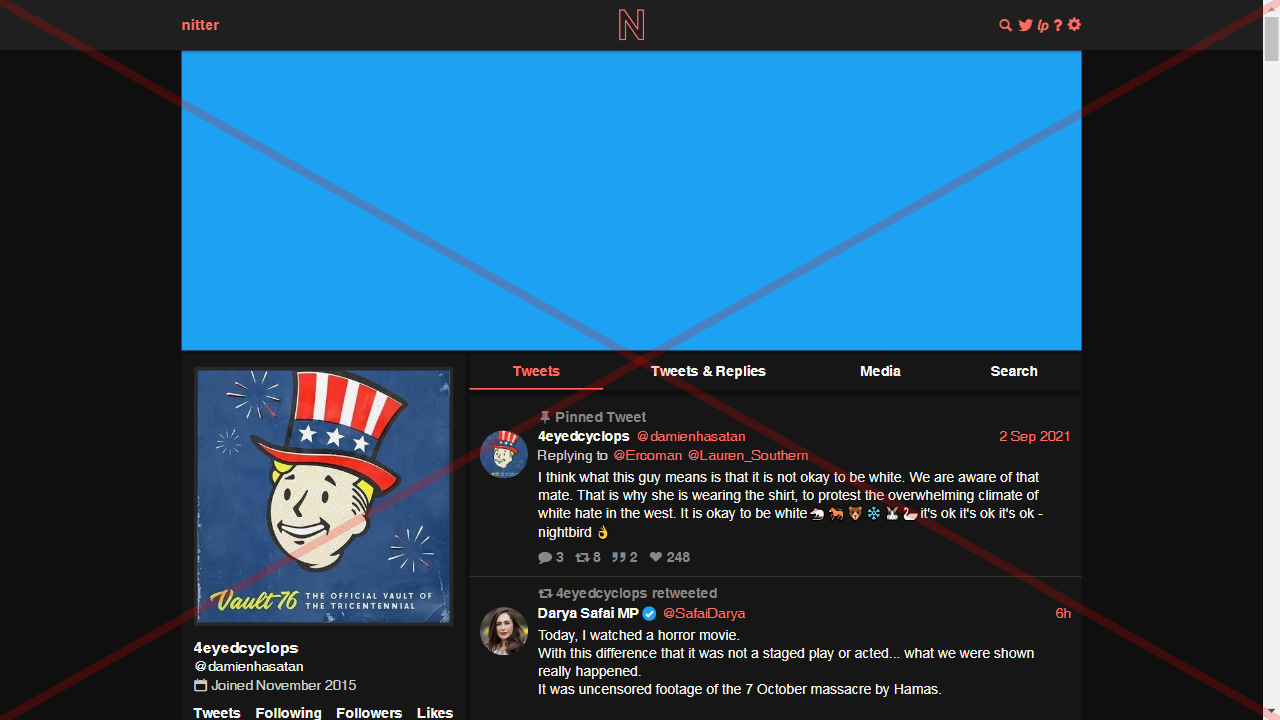 nitter
N
lp ?
Tweets Tweets & Replies Media Search
Pinned Tweet
4eyedcyclops @damienhasatan 2 Sep 2021
Replying to @Ercoman @Lauren_Southern
I think what this guy means is that it is not okay to be white. We are aware of that
mate. That is why she is wearing the shirt, to protest the overwhelming climate of
white hate in the west. It is okay to be white 🦡 🐕 🐻 ❄ 🐰 🦢 it's ok it's ok it's ok -
nightbird 👌
3 8 2 248
4eyedcyclops retweeted
Darya Safai MP @SafaiDarya 6h
Today, I watched a horror movie.
With this difference that it was not a staged play or acted... what we were shown
really happened.
It was uncensored footage of the 7 October massacre by Hamas.
Vault 76 THE OFFICIAL VAULT OF
THE TRICENTENNIAL
4eyedcyclops
@damienhasatan
Joined November 2015
Tweets Following Followers Likes